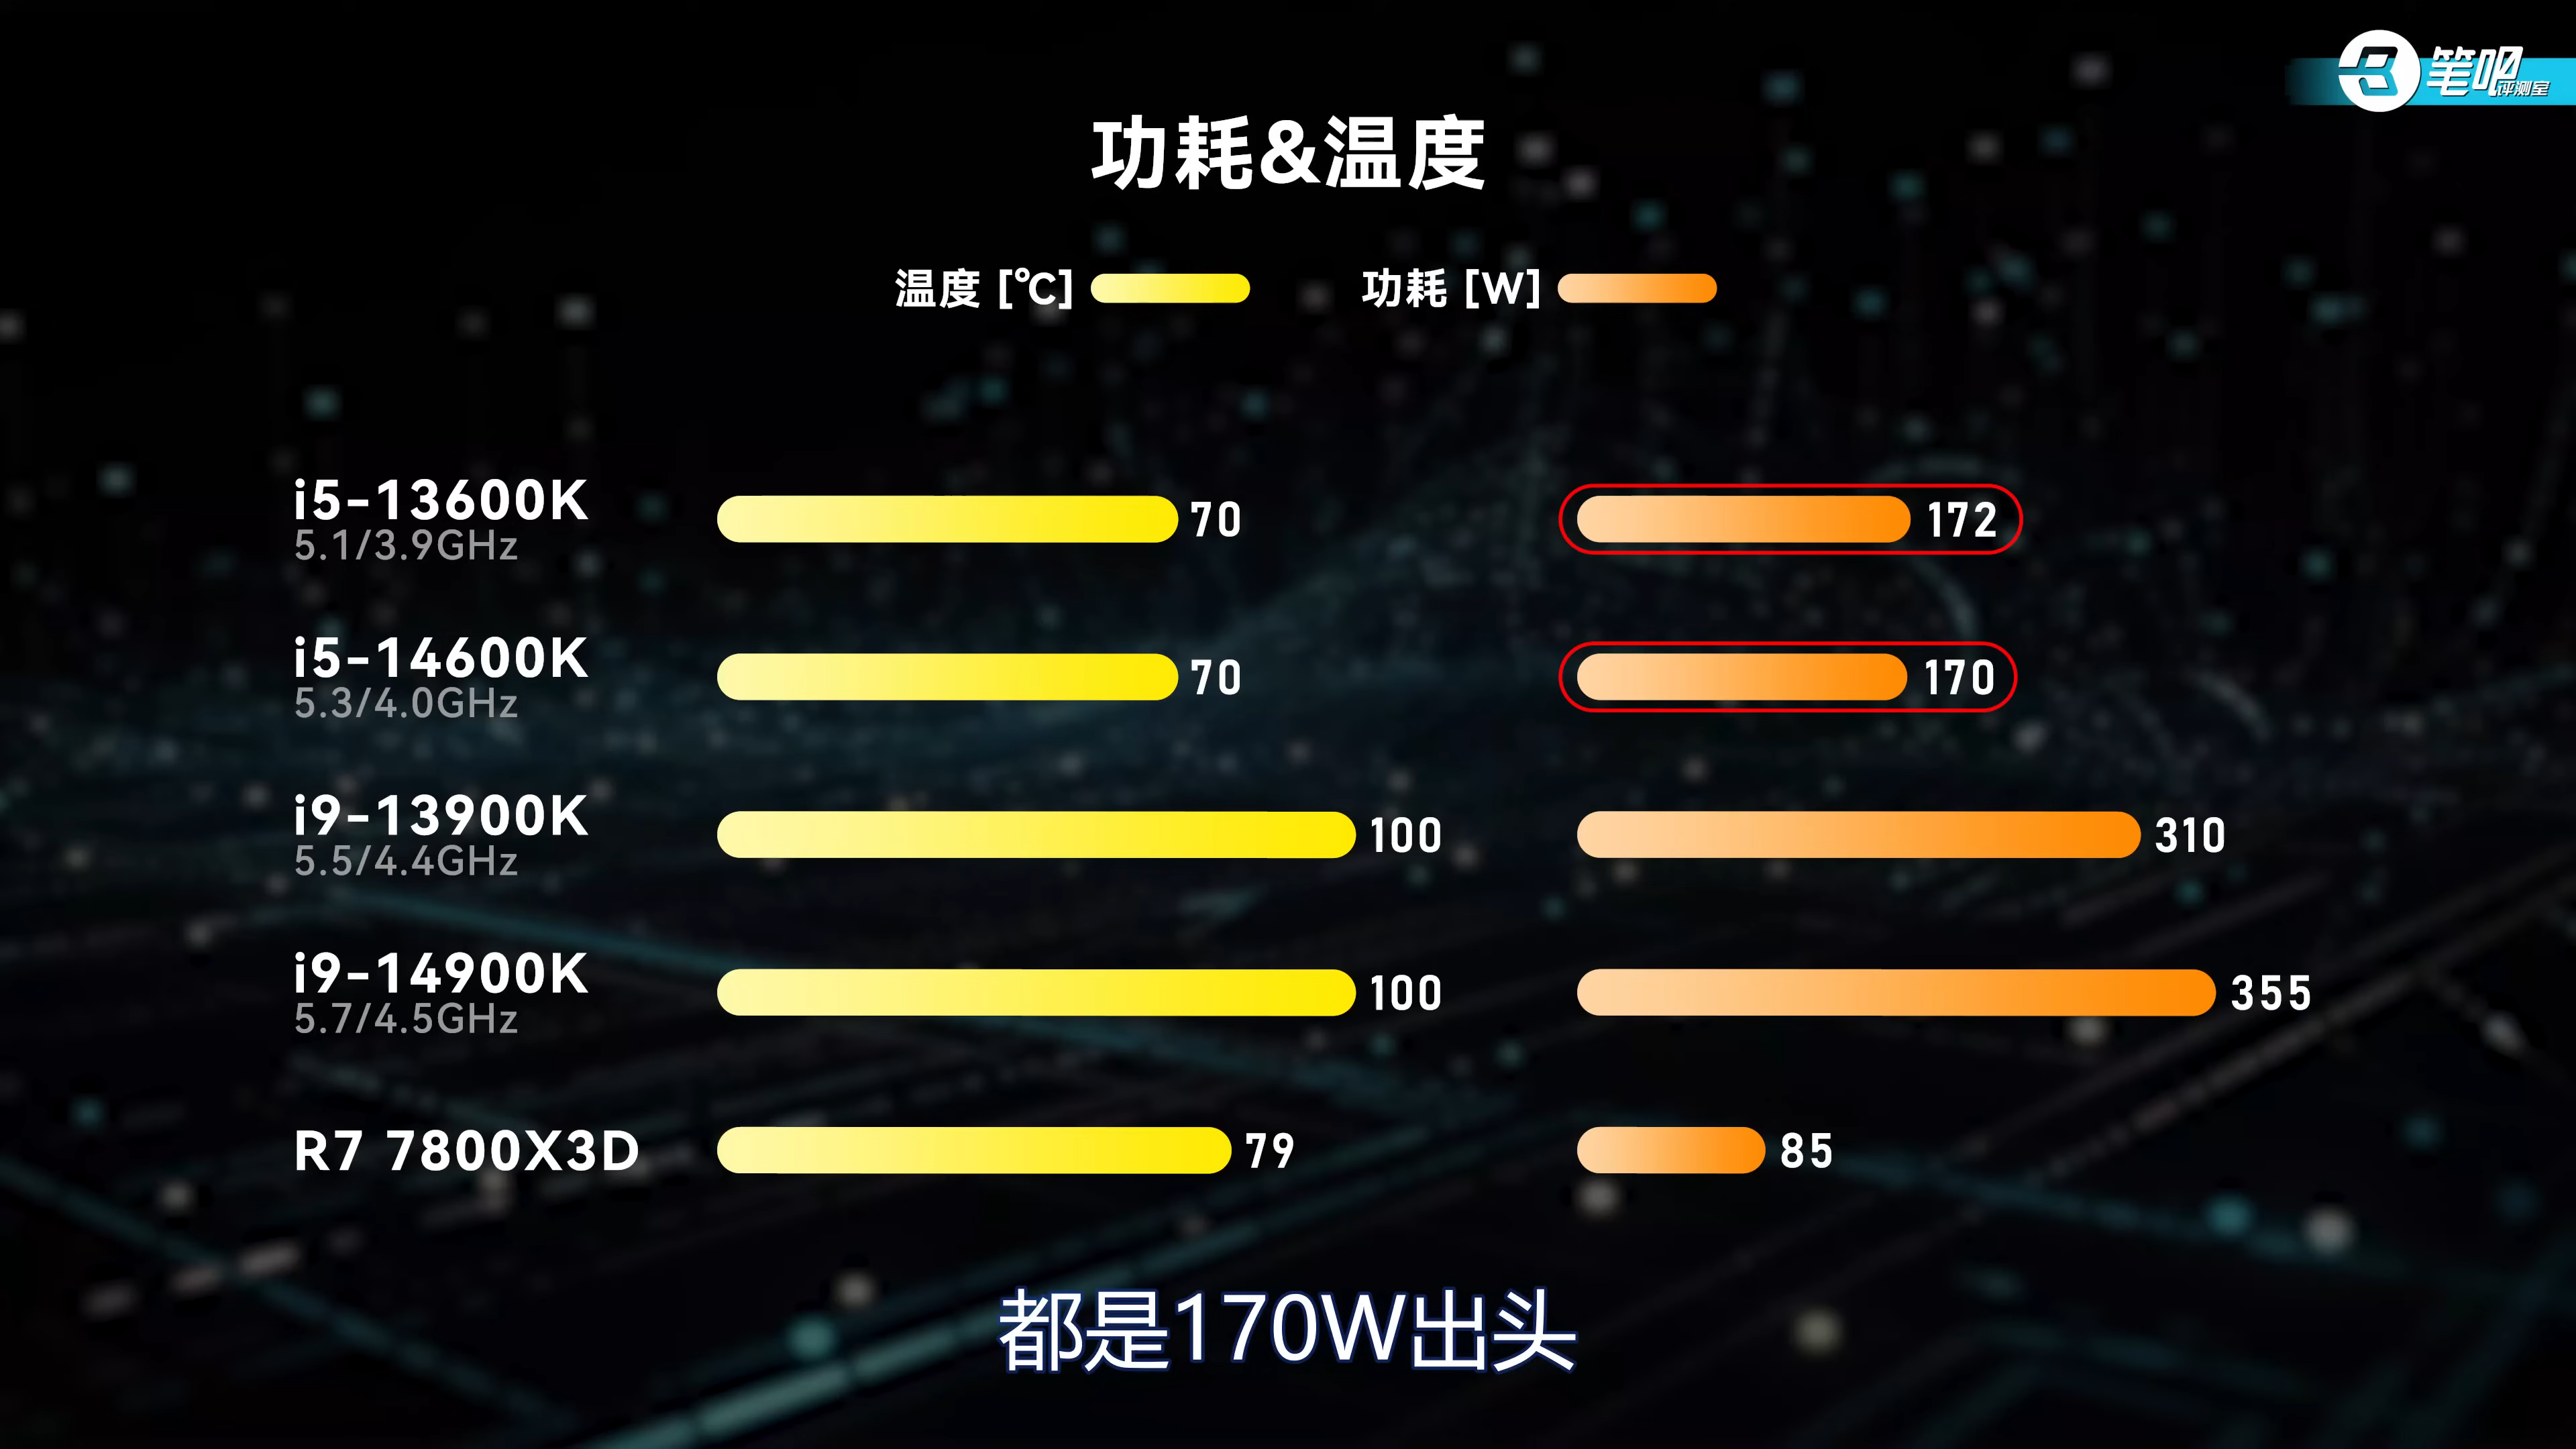 笔吧评测室
功耗&温度
温度 [℃] 功耗 [W]
i5-13600K
5.1/3.9GHz
70 172
i5-14600K
5.3/4.0GHz
70 170
i9-13900K
5.5/4.4GHz
100 310
i9-14900K
5.7/4.5GHz
100 355
R7 7800X3D 79 85
都是170W出头